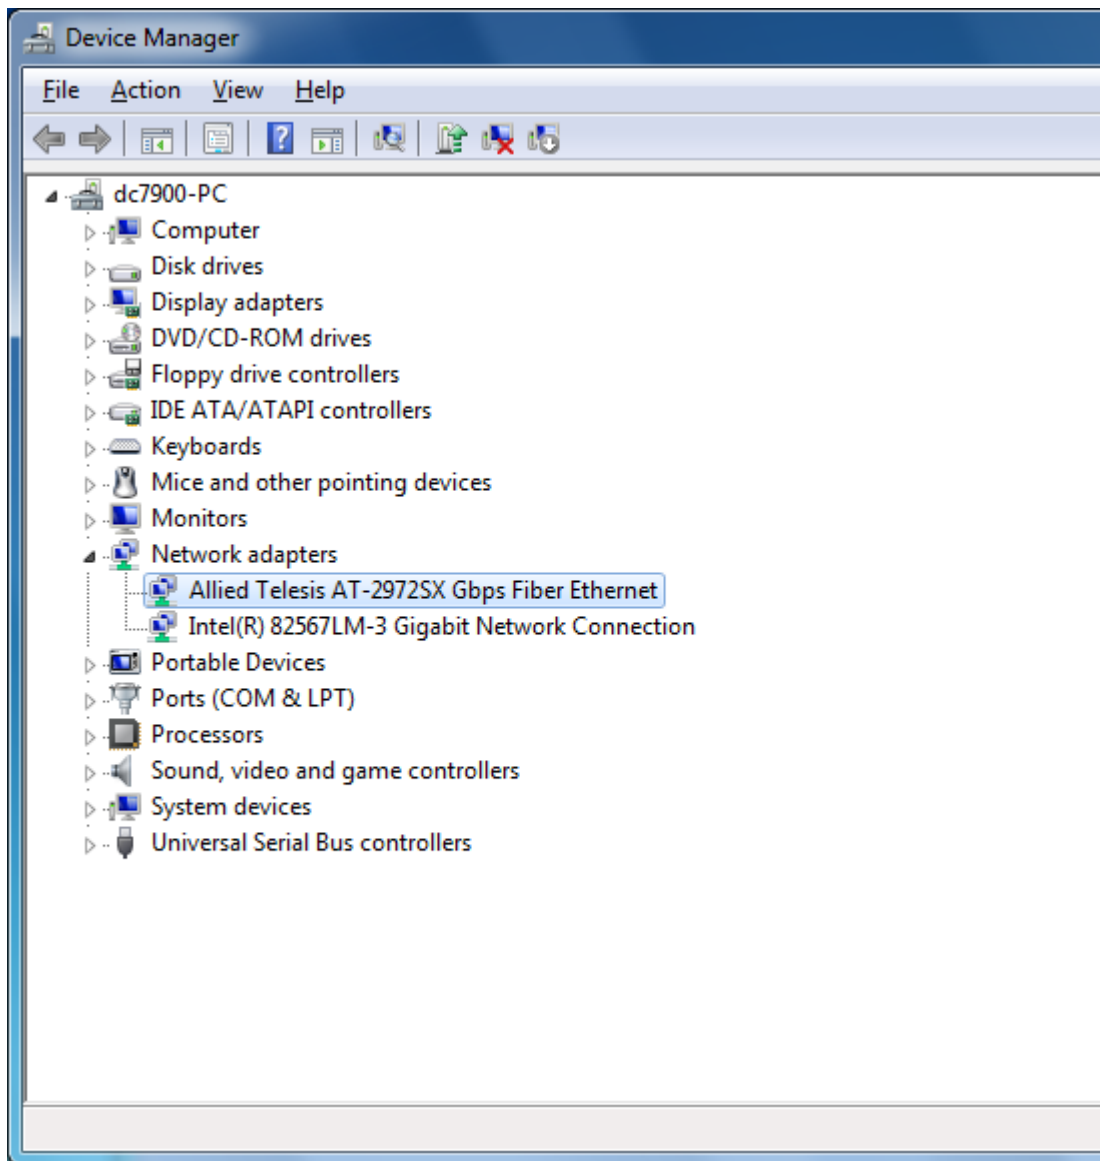 Device Manager
File Action View Help
dc7900-PC
Computer
Disk drives
Display adapters
DVD/CD-ROM drives
Floppy drive controllers
IDE ATA/ATAPI controllers
Keyboards
Mice and other pointing devices
Monitors
Network adapters
Allied Telesis AT-2972SX Gbps Fiber Ethernet
Intel(R) 82567LM-3 Gigabit Network Connection
Portable Devices
Ports (COM & LPT)
Processors
Sound, video and game controllers
System devices
Universal Serial Bus controllers